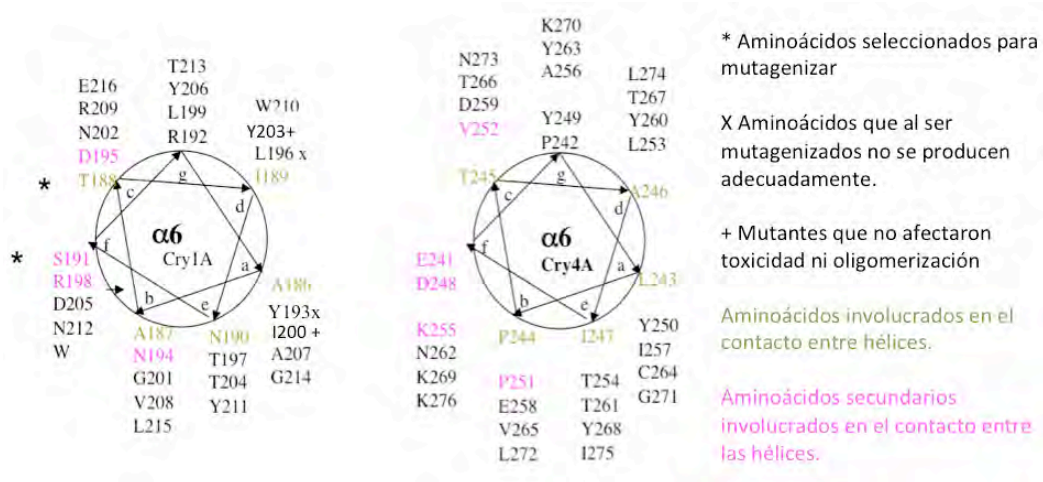 T213
Y206
L199
R192
E216
R209
N202
D195
T188
*
W210
Y203+
L196 x
I189
c
g
d
α6
Cry1A
f
a
b
e
*
S191
R198
D205
N212
W
A187
N194
G201
V208
L215
N190
T197
T204
Y211
A186
Y193x
I200 +
A207
G214
K270
Y263
A256
Y249
P242
N273
T266
D259
V252
T245
L274
T267
Y260
L253
A246
c
g
d
α6
Cry4A
f
a
b
e
E241
D248
K255
N262
K269
K276
P244
P251
E258
V265
L272
I247
T254
T261
Y268
I275
L243
Y250
I257
C264
G271
* Aminoácidos seleccionados para
mutagenizar
X Aminoácidos que al ser
mutagenizados no se producen
adecuadamente.
+ Mutantes que no afectaron
toxicidad ni oligomerización
Aminoácidos involucrados en el
contacto entre hélices.
Aminoácidos secundarios
involucrados en el contacto entre
las hélices.